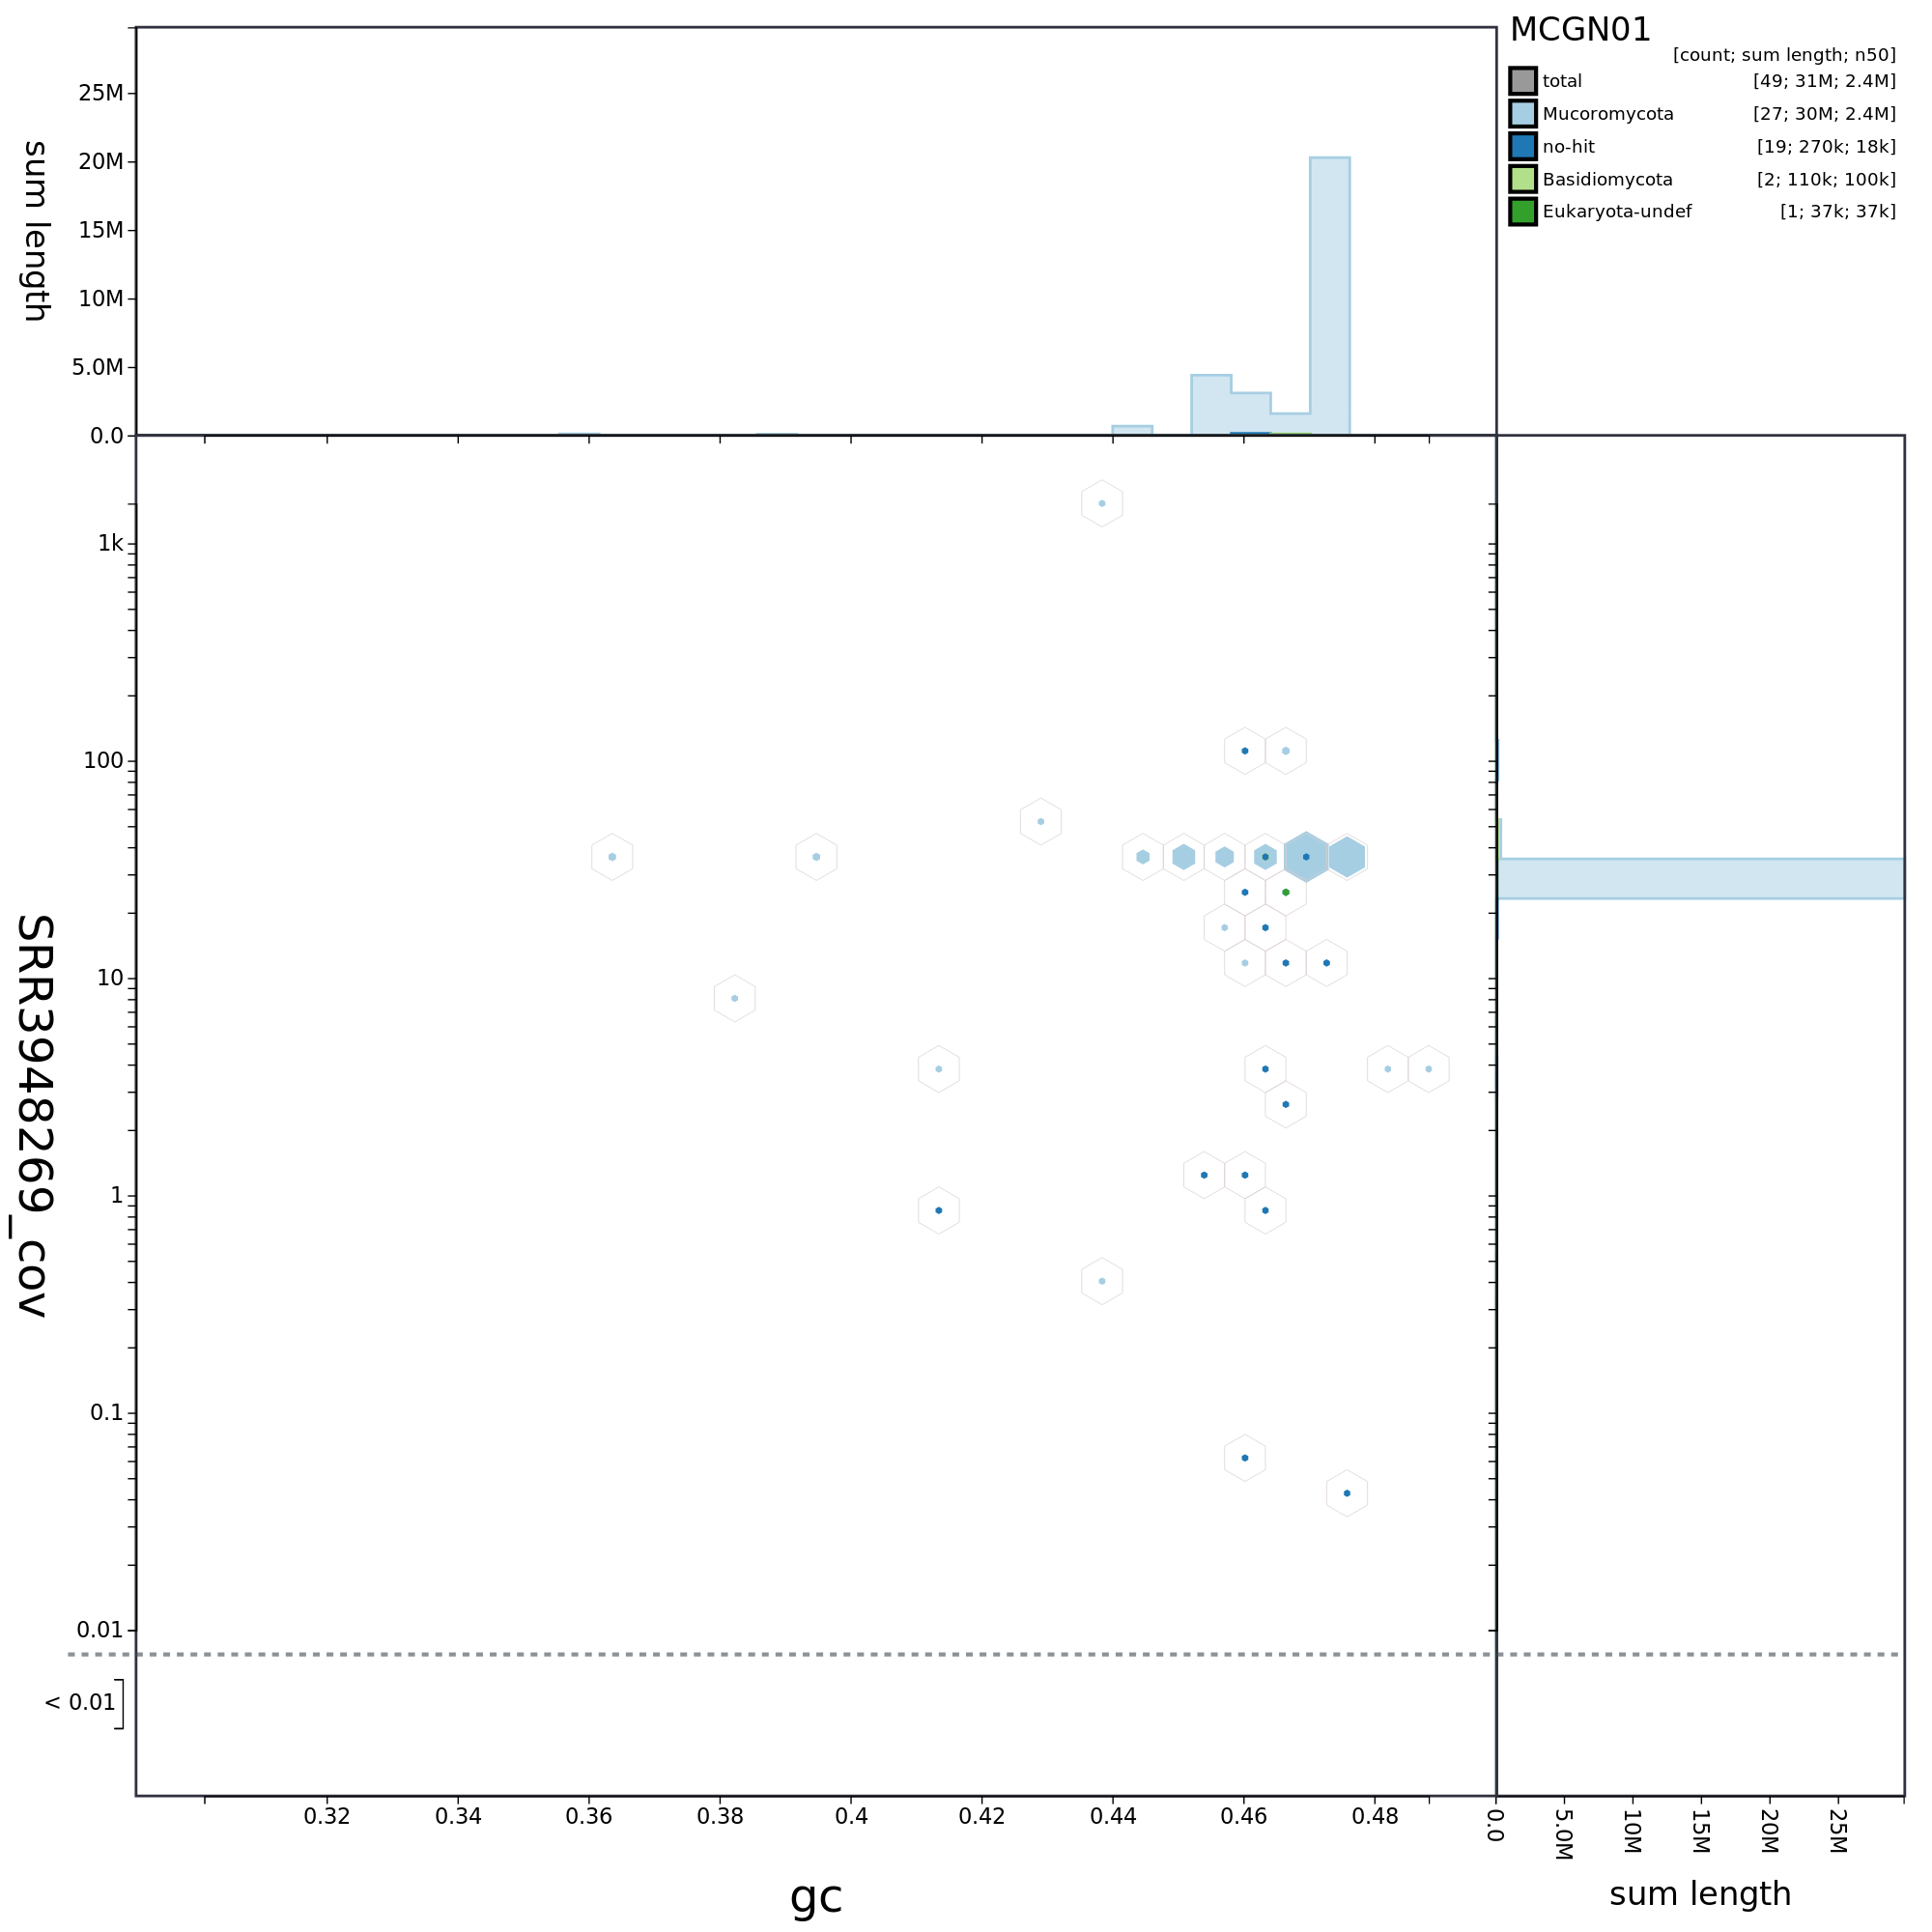 MCGN01
[count; sum length; n50]
total [49; 31M; 2.4M]
Mucoromycota [27; 30M; 2.4M]
no-hit [19; 270k; 18k]
Basidiomycota [2; 110k; 100k]
Eukaryota-undef [1; 37k; 37k]
sum length
25M
20M
15M
10M
5.0M
0.0
SRR3948269_cov
1k
100
10
1
0.1
0.01
< 0.01
0.32 0.34 0.36 0.38 0.4 0.42 0.44 0.46 0.48
gc
0.0 5.0M 10M 15M 20M 25M
sum length